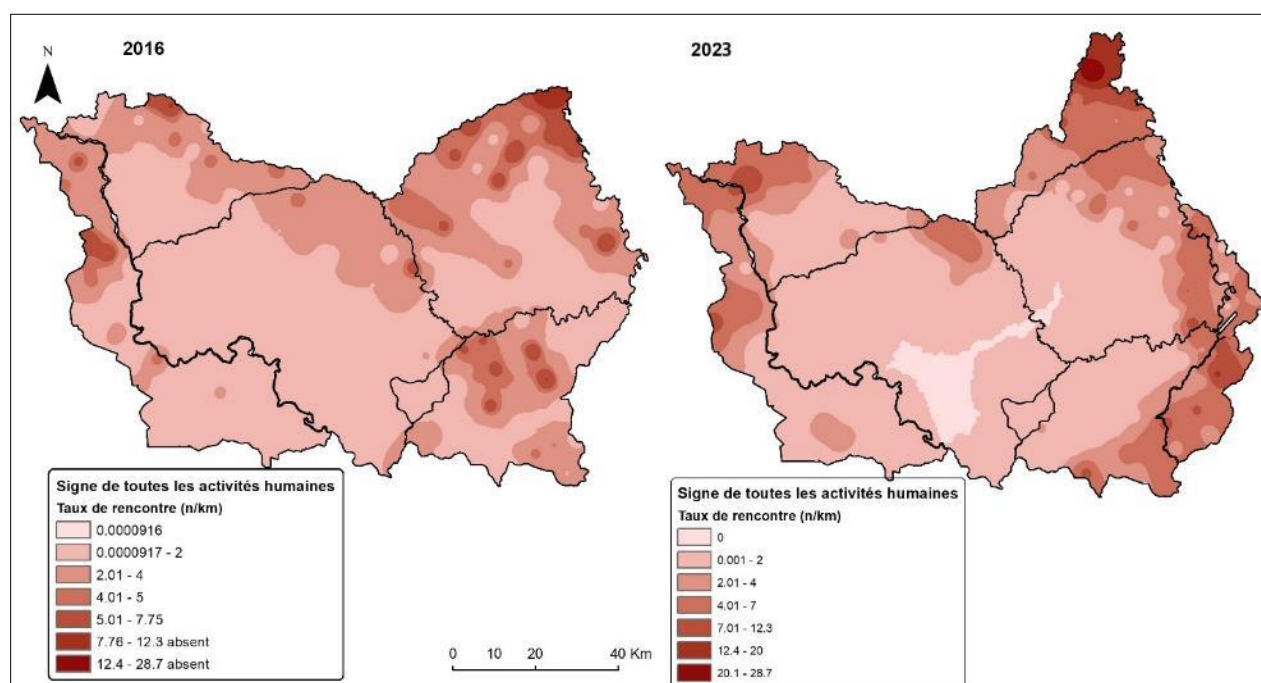 2016
N
2023
Signe de toutes les activités humaines
Taux de rencontre (n/km)
0.0000916
0.0000917 - 2
2.01 - 4
4.01 - 5
5.01 - 7.75
7.76 - 12.3 absent
12.4 - 28.7 absent
0 10 20 40 Km
Signe de toutes les activités humaines
Taux de rencontre (n/km)
0
0.001 - 2
2.01 - 4
4.01 - 7
7.01 - 12.3
12.4 - 20
20.1 - 28.7